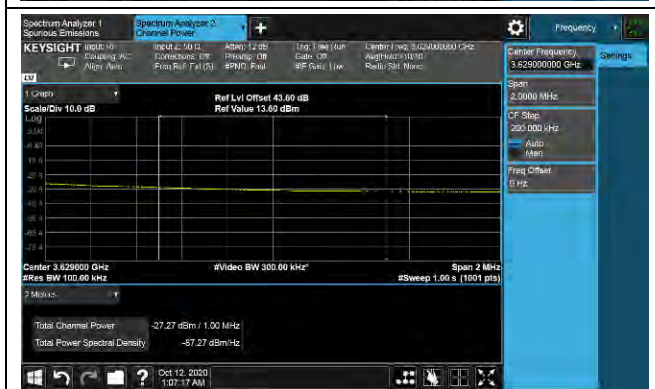 Spectrum Analyzer 1
Spurious Emissions
Spectrum Analyzer 2
Channel Power
Frequency
KEYSIGHT
Input: RF
Coupling: AC
Align: Auto
Input Z: 50 Ω
Corrections: Off
Freq Ref: Ext (S)
Atten: 12 dB
Preamp: Off
#PNO: Fast
Trig: Free Run
Gate: Off
#IF Gain: Low
Center Freq: 3.629000000 GHz
Avg|Hold: 10/10
Radio Std: None
Center Frequency
3.629000000 GHz
Settings
Span
2.0000 MHz
CF Step
200.000 kHz
Auto
Man
Freq Offset
0 Hz
1 Graph
Scale/Div 10.0 dB
Ref Lvl Offset 43.60 dB
Ref Value 13.60 dBm
Log
Center 3.629000 GHz
#Res BW 100.00 kHz
#Video BW 300.00 kHz*
Span 2 MHz
#Sweep 1.00 s (1001 pts)
2 Metrics
Total Channel Power -27.27 dBm / 1.00 MHz
Total Power Spectral Density -87.27 dBm/Hz
?
Oct 12, 2020
1:07:17 AM